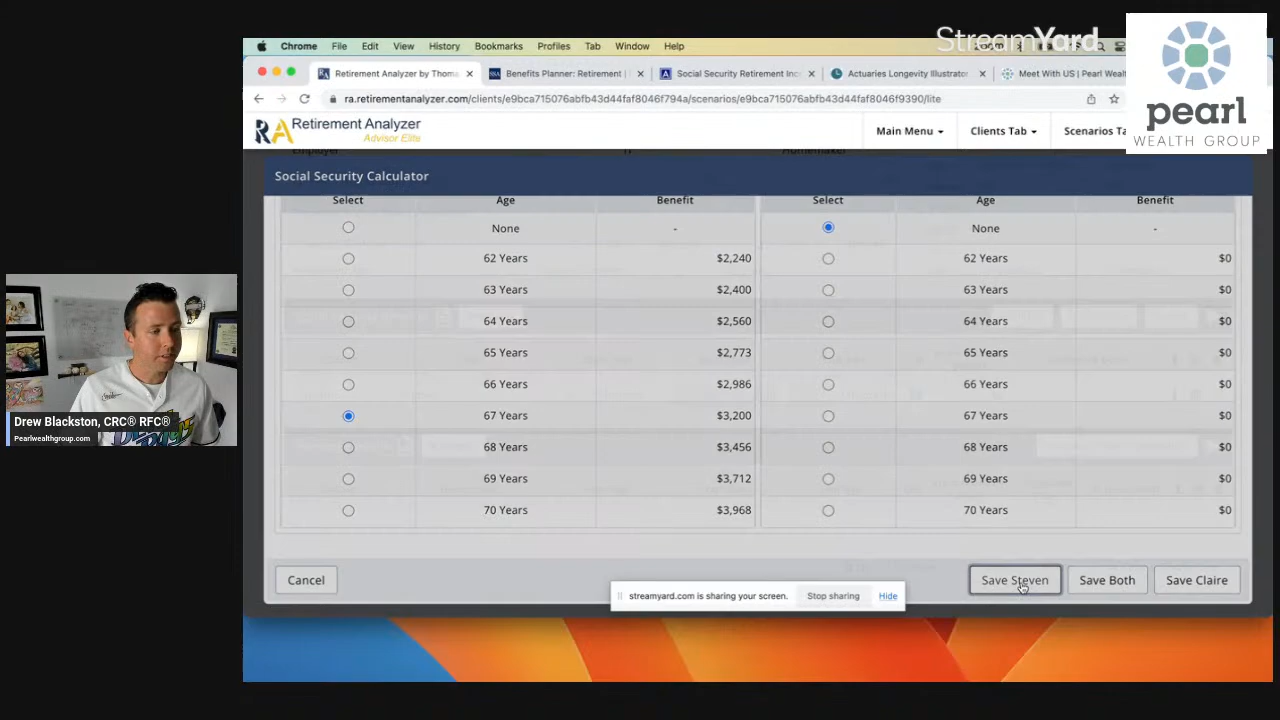 StreamYard
pearl
WEALTH GROUP
Chrome File Edit View History Bookmarks Profiles Tab Window Help
Retirement Analyzer by Thoma
Benefits Planner: Retirement |
Social Security Retirement Inc
Actuaries Longevity Illustrator
Meet With US | Pearl Wealt
ra.retirementanalyzer.com/clients/e9bca715076abfb43d44faf8046f794a/scenarios/e9bca715076abfb43d44faf8046f9390/lite
RA Retirement Analyzer
Advisor Elite
Main Menu
Clients Tab
Scenarios Ta
Social Security Calculator
Select Age Benefit Select Age Benefit
None - None -
62 Years $2,240 62 Years $0
63 Years $2,400 63 Years $0
64 Years $2,560 64 Years $0
65 Years $2,773 65 Years $0
66 Years $2,986 66 Years $0
67 Years $3,200 67 Years $0
68 Years $3,456 68 Years $0
69 Years $3,712 69 Years $0
70 Years $3,968 70 Years $0
Cancel
Save Steven
Save Both
Save Claire
streamyard.com is sharing your screen.
Stop sharing
Hide
Drew Blackston, CRC® RFC®
Pearlwealthgroup.com